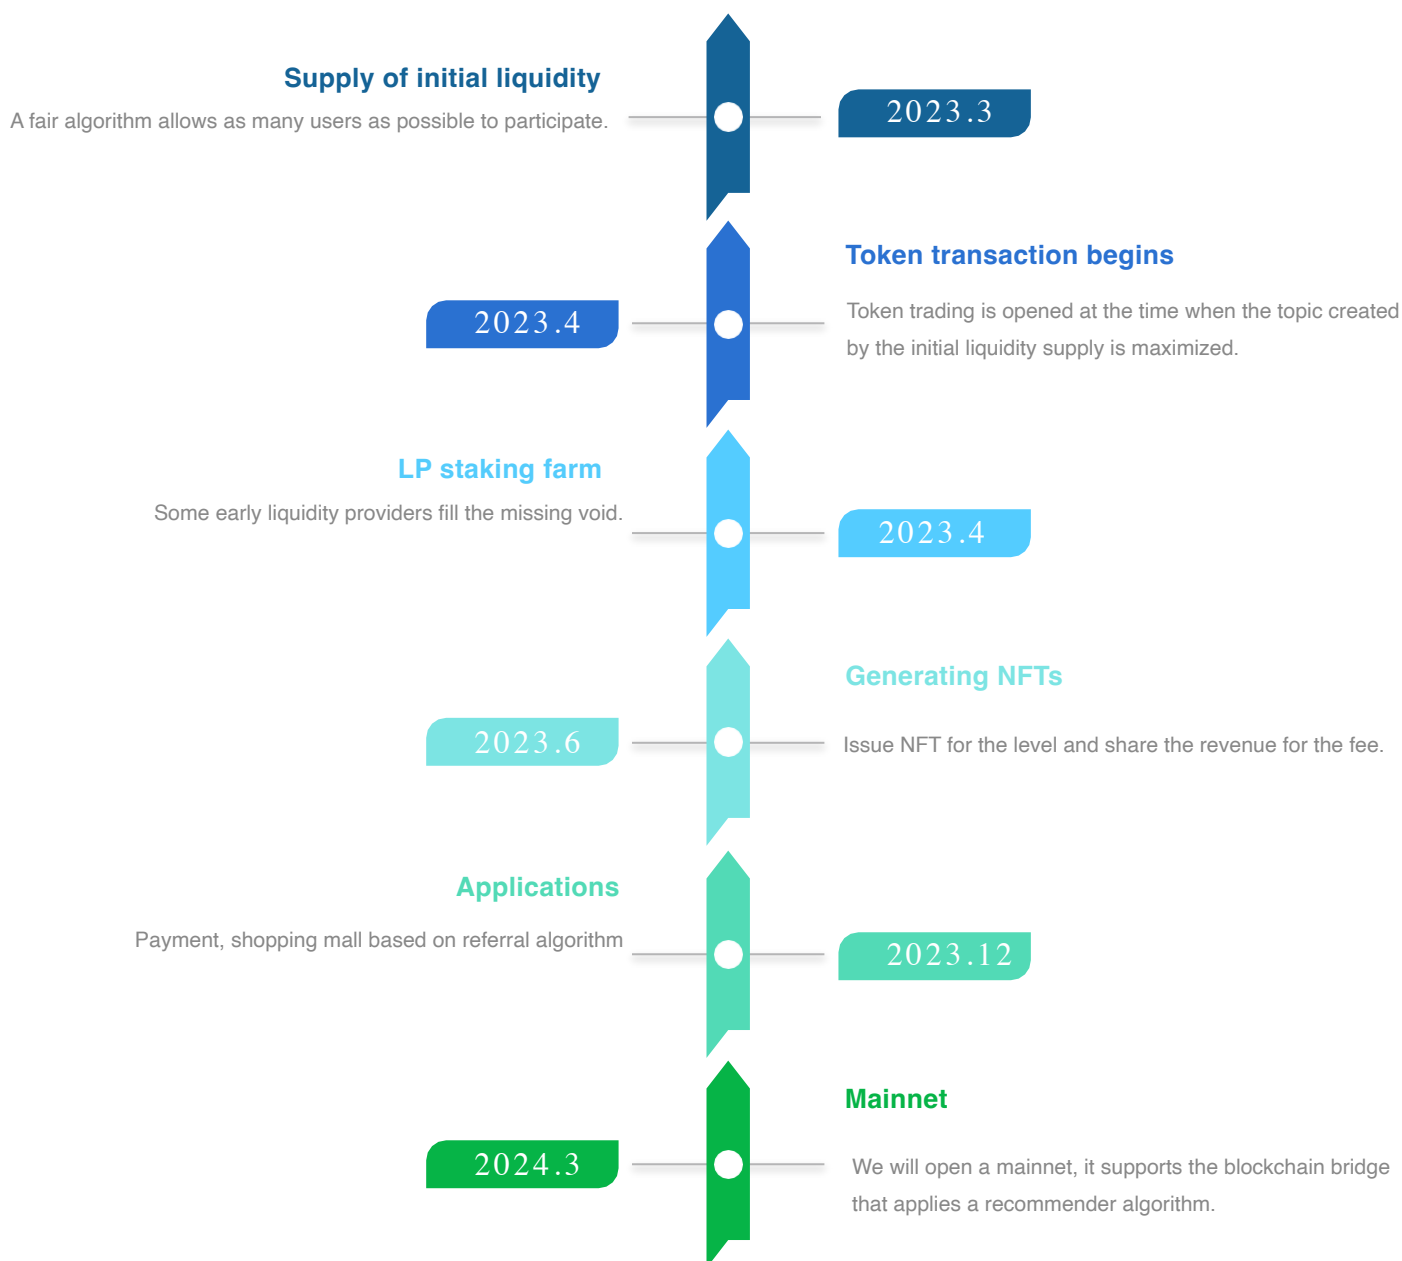 Supply of initial liquidity
A fair algorithm allows as many users as possible to participate.
2023.3
Token transaction begins
Token trading is opened at the time when the topic created
by the initial liquidity supply is maximized.
2023.4
LP staking farm
Some early liquidity providers fill the missing void.
2023.4
Generating NFTs
Issue NFT for the level and share the revenue for the fee.
2023.6
Applications
Payment, shopping mall based on referral algorithm
2023.12
Mainnet
We will open a mainnet, it supports the blockchain bridge
that applies a recommender algorithm.
2024.3